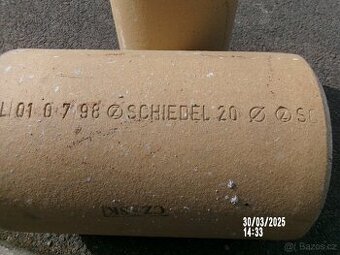 01 0 7 98 ⌀ SCHIEDEL 20 ⌀
30/03/2025
14:33
Bazos.cz